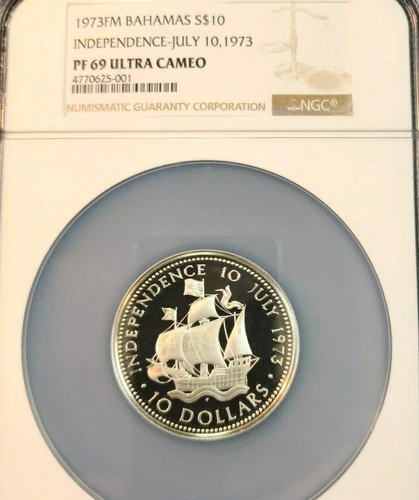 1973FM BAHAMAS S$10
INDEPENDENCE-JULY 10,1973
PF 69 ULTRA CAMEO
4770625-001
NUMISMATIC GUARANTY CORPORATION
NGC®
INDEPENDENCE 10 JULY 1973
• 10 DOLLARS •